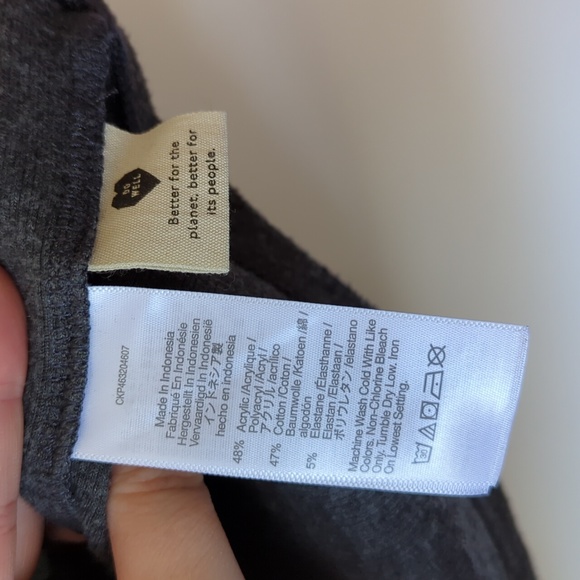 DO
WELL
Better for the
planet, better for
its people.
CKP463204607
Made In Indonesia
Fabriqué En Indonésie
Hergestellt In Indonesien
Vervaardigd In Indonesië
インドネシア製
hecho en indonesia
48% Acrylic /Acrylique /
Polyacryl /Acryl /
アクリル /acrílico
47% Cotton/Coton/
Baumwolle /Katoen /綿/
algodón
5% Elastane /Élasthanne/
Elastan /Elastaan/
ポリウレタン /elastano
Machine Wash Cold With Like
Colors. Non-Chlorine Bleach
Only. Tumble Dry Low. Iron
On Lowest Setting.